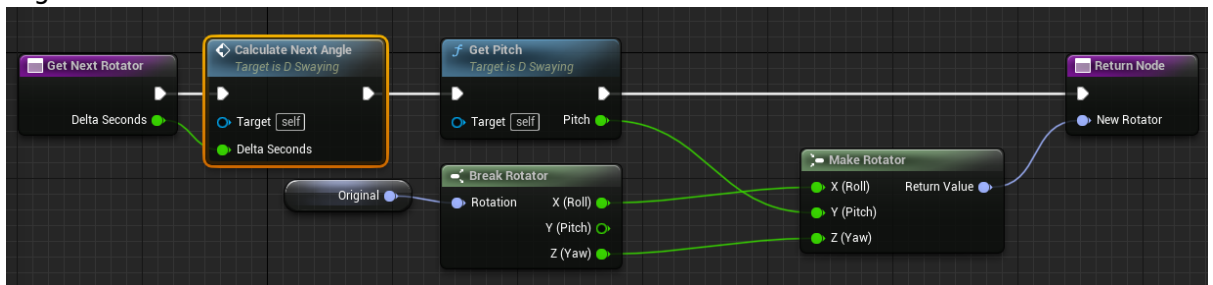 Get Next Rotator
Delta Seconds
Calculate Next Angle
Target is D Swaying
Target self
Delta Seconds
Get Pitch
Target is D Swaying
Target self Pitch
Original
Break Rotator
Rotation X (Roll)
Y (Pitch)
Z (Yaw)
Make Rotator
X (Roll) Return Value
Y (Pitch)
Z (Yaw)
Return Node
New Rotator